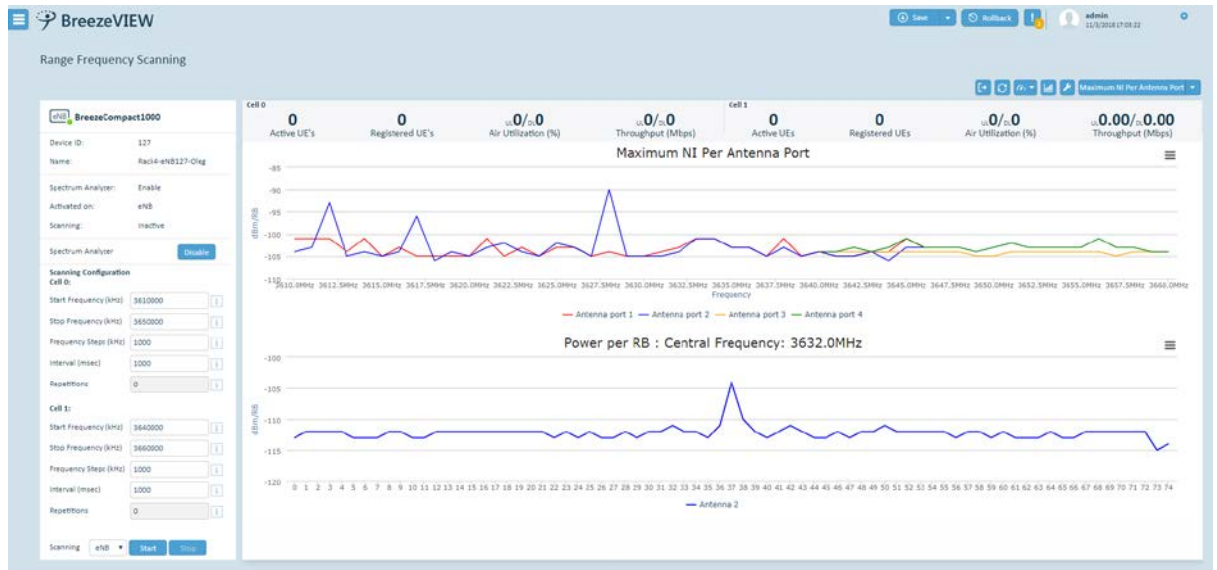 BreezeVIEW
Save
Rollback
admin
11/3/2018 17:03:22
Range Frequency Scanning
Maximum NI Per Antenna Port
eNB BreezeCompact1000
Device ID: 127
Name: Rack4-eNB127-Oleg
Spectrum Analyser: Enable
Activated on: eNB
Scanning: Inactive
Spectrum Analyser Disable
Scanning Configuration
Cell 0:
Start Frequency (kHz) 3610000
Stop Frequency (kHz) 3650000
Frequency Steps (kHz) 1000
Interval (msec) 1000
Repetitions 0
Cell 1:
Start Frequency (kHz) 3640000
Stop Frequency (kHz) 3660000
Frequency Steps (kHz) 1000
Interval (msec) 1000
Repetitions 0
Scanning eNB Start Stop
Cell 0
0 0 UL0/DL0 UL0/DL0
Active UE's Registered UE's Air Utilization (%) Throughput (Mbps)
Cell 1
0 0 UL0/DL0 UL0.00/DL0.00
Active UEs Registered UEs Air Utilization (%) Throughput (Mbps)
Maximum NI Per Antenna Port
-85
-90
-95
-100
-105
-110
dBm/RB
3610.0MHz 3612.5MHz 3615.0MHz 3617.5MHz 3620.0MHz 3622.5MHz 3625.0MHz 3627.5MHz 3630.0MHz 3632.5MHz 3635.0MHz 3637.5MHz 3640.0MHz 3642.5MHz 3645.0MHz 3647.5MHz 3650.0MHz 3652.5MHz 3655.0MHz 3657.5MHz 3660.0MHz
Frequency
Antenna port 1 Antenna port 2 Antenna port 3 Antenna port 4
Power per RB : Central Frequency: 3632.0MHz
-100
-105
-110
-115
-120
dBm/RB
0 1 2 3 4 5 6 7 8 9 10 11 12 13 14 15 16 17 18 19 20 21 22 23 24 25 26 27 28 29 30 31 32 33 34 35 36 37 38 39 40 41 42 43 44 45 46 47 48 49 50 51 52 53 54 55 56 57 58 59 60 61 62 63 64 65 66 67 68 69 70 71 72 73 74
Antenna 2